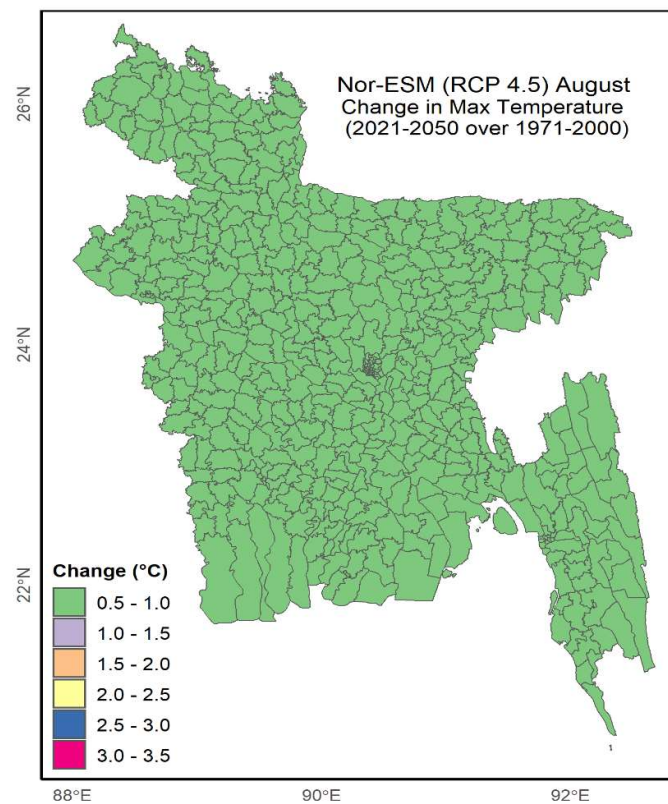 Nor-ESM (RCP 4.5) August
Change in Max Temperature
(2021-2050 over 1971-2000)
26°N
24°N
22°N
Change (°C)
0.5 - 1.0
1.0 - 1.5
1.5 - 2.0
2.0 - 2.5
2.5 - 3.0
3.0 - 3.5
88°E
90°E
92°E